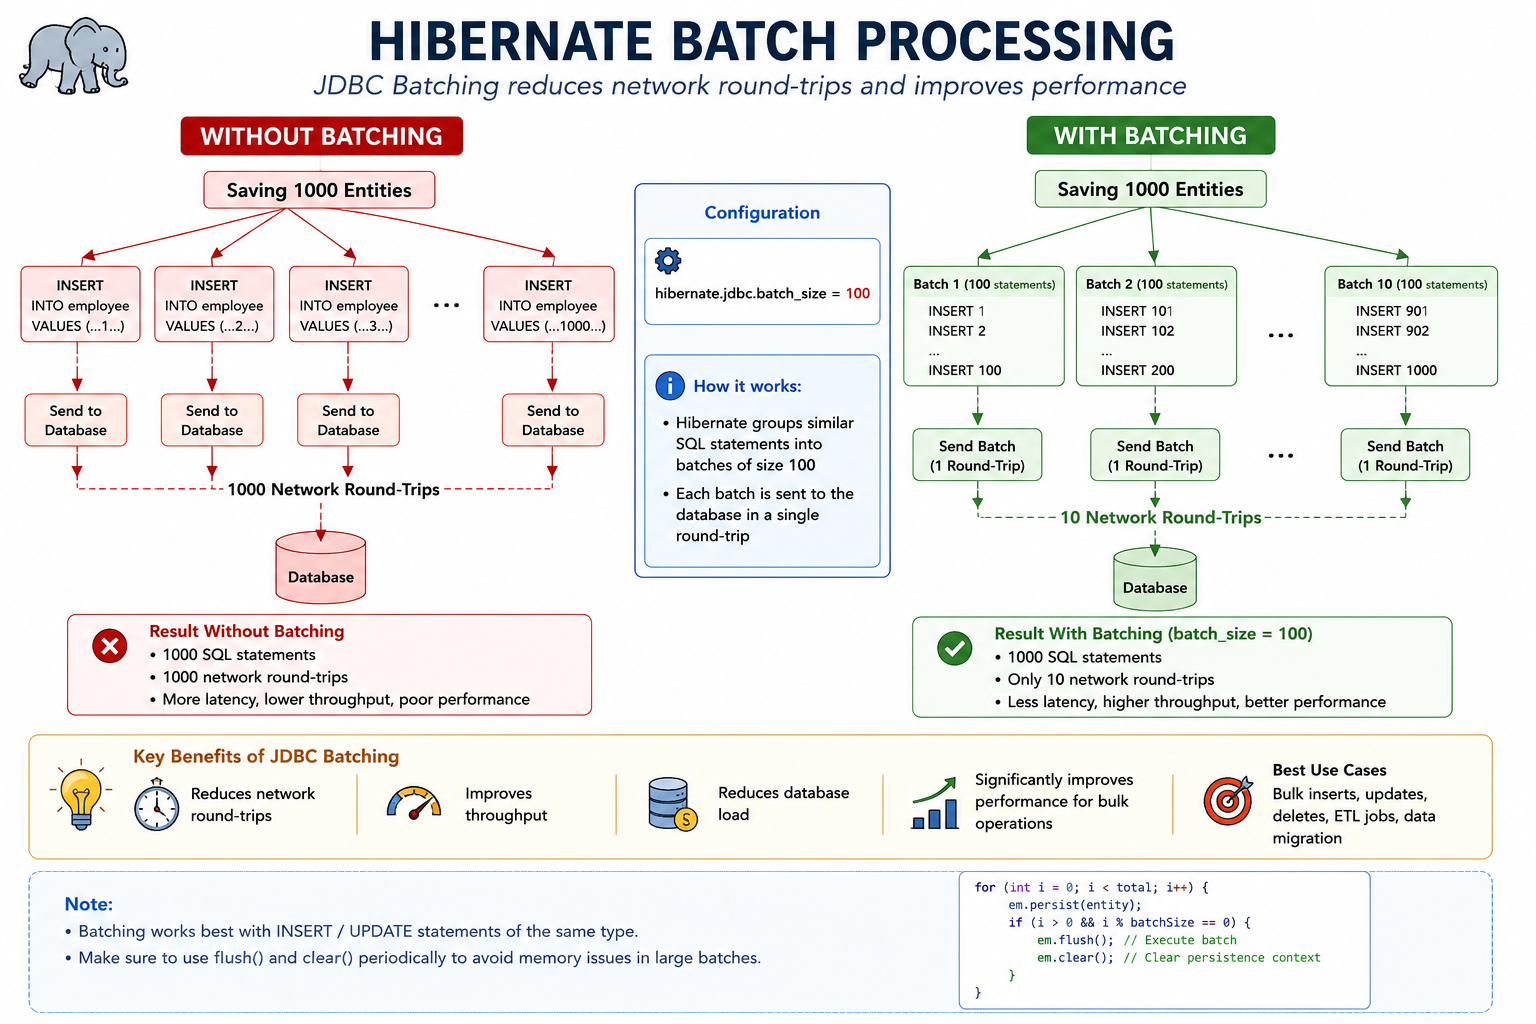 HIBERNATE BATCH PROCESSING
JDBC Batching reduces network round-trips and improves performance
WITHOUT BATCHING
Saving 1000 Entities
INSERT
INTO employee
VALUES (...1...)
INSERT
INTO employee
VALUES (...2...)
INSERT
INTO employee
VALUES (...3...)
...
INSERT
INTO employee
VALUES (...1000...)
Send to
Database
Send to
Database
Send to
Database
Send to
Database
1000 Network Round-Trips
Database
Result Without Batching
• 1000 SQL statements
• 1000 network round-trips
• More latency, lower throughput, poor performance
Configuration
hibernate.jdbc.batch_size = 100
i
How it works:
• Hibernate groups similar
SQL statements into
batches of size 100
• Each batch is sent to the
database in a single
round-trip
WITH BATCHING
Saving 1000 Entities
Batch 1 (100 statements)
INSERT 1
INSERT 2
...
INSERT 100
Batch 2 (100 statements)
INSERT 101
INSERT 102
...
INSERT 200
...
Batch 10 (100 statements)
INSERT 901
INSERT 902
...
INSERT 1000
Send Batch
(1 Round-Trip)
Send Batch
(1 Round-Trip)
...
Send Batch
(1 Round-Trip)
10 Network Round-Trips
Database
Result With Batching (batch_size = 100)
• 1000 SQL statements
• Only 10 network round-trips
• Less latency, higher throughput, better performance
Key Benefits of JDBC Batching
Reduces network
round-trips
Improves
throughput
$
Reduces database
load
Significantly improves
performance for bulk
operations
Best Use Cases
Bulk inserts, updates,
deletes, ETL jobs, data
migration
Note:
• Batching works best with INSERT / UPDATE statements of the same type.
• Make sure to use flush() and clear() periodically to avoid memory issues in large batches.
for (int i = 0; i < total; i++) {
em.persist(entity);
if (i > 0 && i % batchSize == 0) {
em.flush(); // Execute batch
em.clear(); // Clear persistence context
}
}